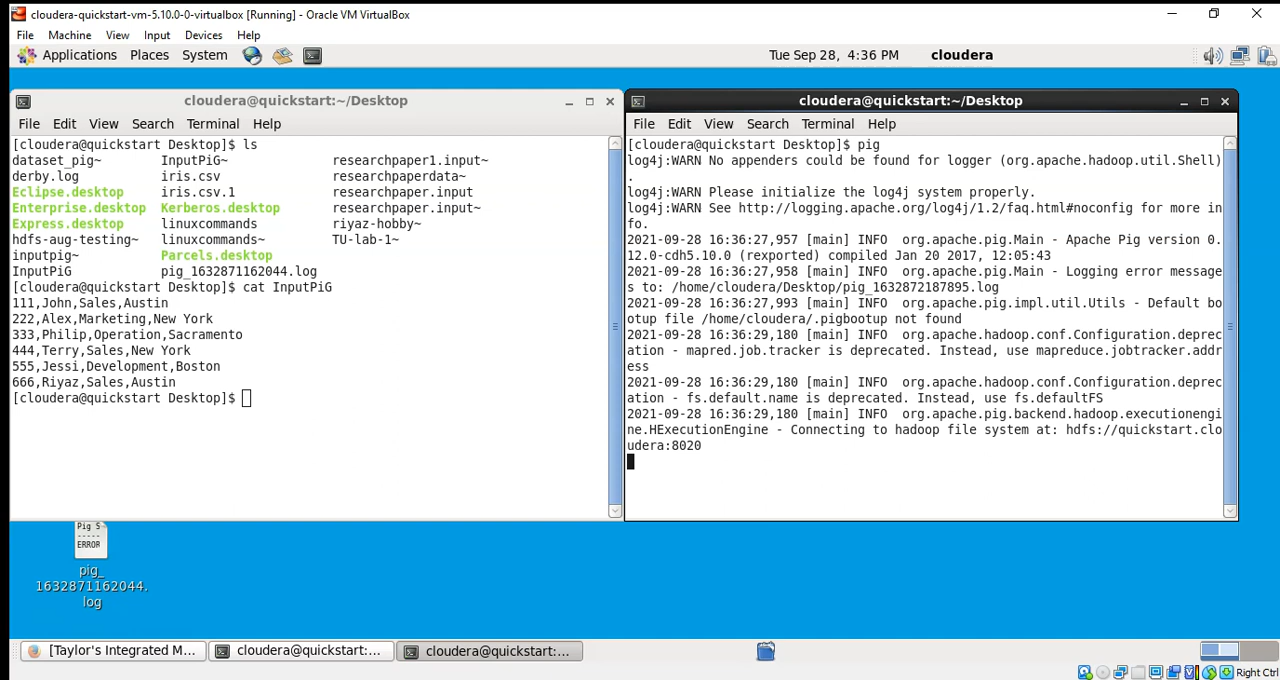 cloudera-quickstart-vm-5.10.0-0-virtualbox [Running] - Oracle VM VirtualBox
File Machine View Input Devices Help
Applications Places System Tue Sep 28, 4:36 PM cloudera
cloudera@quickstart:~/Desktop
File Edit View Search Terminal Help
[cloudera@quickstart Desktop]$ ls
dataset_pig~ InputPiG~ researchpaper1.input~
derby.log iris.csv researchpaperdata~
Eclipse.desktop iris.csv.1 researchpaper.input
Enterprise.desktop Kerberos.desktop researchpaper.input~
Express.desktop linuxcommands riyaz-hobby~
hdfs-aug-testing~ linuxcommands~ TU-lab-1~
inputpig~ Parcels.desktop
InputPiG pig_1632871162044.log
[cloudera@quickstart Desktop]$ cat InputPiG
111,John,Sales,Austin
222,Alex,Marketing,New York
333,Philip,Operation,Sacramento
444,Terry,Sales,New York
555,Jessi,Development,Boston
666,Riyaz,Sales,Austin
[cloudera@quickstart Desktop]$
cloudera@quickstart:~/Desktop
File Edit View Search Terminal Help
[cloudera@quickstart Desktop]$ pig
log4j:WARN No appenders could be found for logger (org.apache.hadoop.util.Shell)
.
log4j:WARN Please initialize the log4j system properly.
log4j:WARN See http://logging.apache.org/log4j/1.2/faq.html#noconfig for more in
fo.
2021-09-28 16:36:27,957 [main] INFO  org.apache.pig.Main - Apache Pig version 0.
12.0-cdh5.10.0 (rexported) compiled Jan 20 2017, 12:05:43
2021-09-28 16:36:27,958 [main] INFO  org.apache.pig.Main - Logging error message
s to: /home/cloudera/Desktop/pig_1632872187895.log
2021-09-28 16:36:27,993 [main] INFO  org.apache.pig.impl.util.Utils - Default bo
otup file /home/cloudera/.pigbootup not found
2021-09-28 16:36:29,180 [main] INFO  org.apache.hadoop.conf.Configuration.deprec
ation - mapred.job.tracker is deprecated. Instead, use mapreduce.jobtracker.addr
ess
2021-09-28 16:36:29,180 [main] INFO  org.apache.hadoop.conf.Configuration.deprec
ation - fs.default.name is deprecated. Instead, use fs.defaultFS
2021-09-28 16:36:29,180 [main] INFO  org.apache.pig.backend.hadoop.executionengi
ne.HExecutionEngine - Connecting to hadoop file system at: hdfs://quickstart.clo
udera:8020
Pig S
-----
ERROR
pig_
1632871162044.
log
[Taylor's Integrated M... cloudera@quickstart:... cloudera@quickstart:...
Right Ctrl